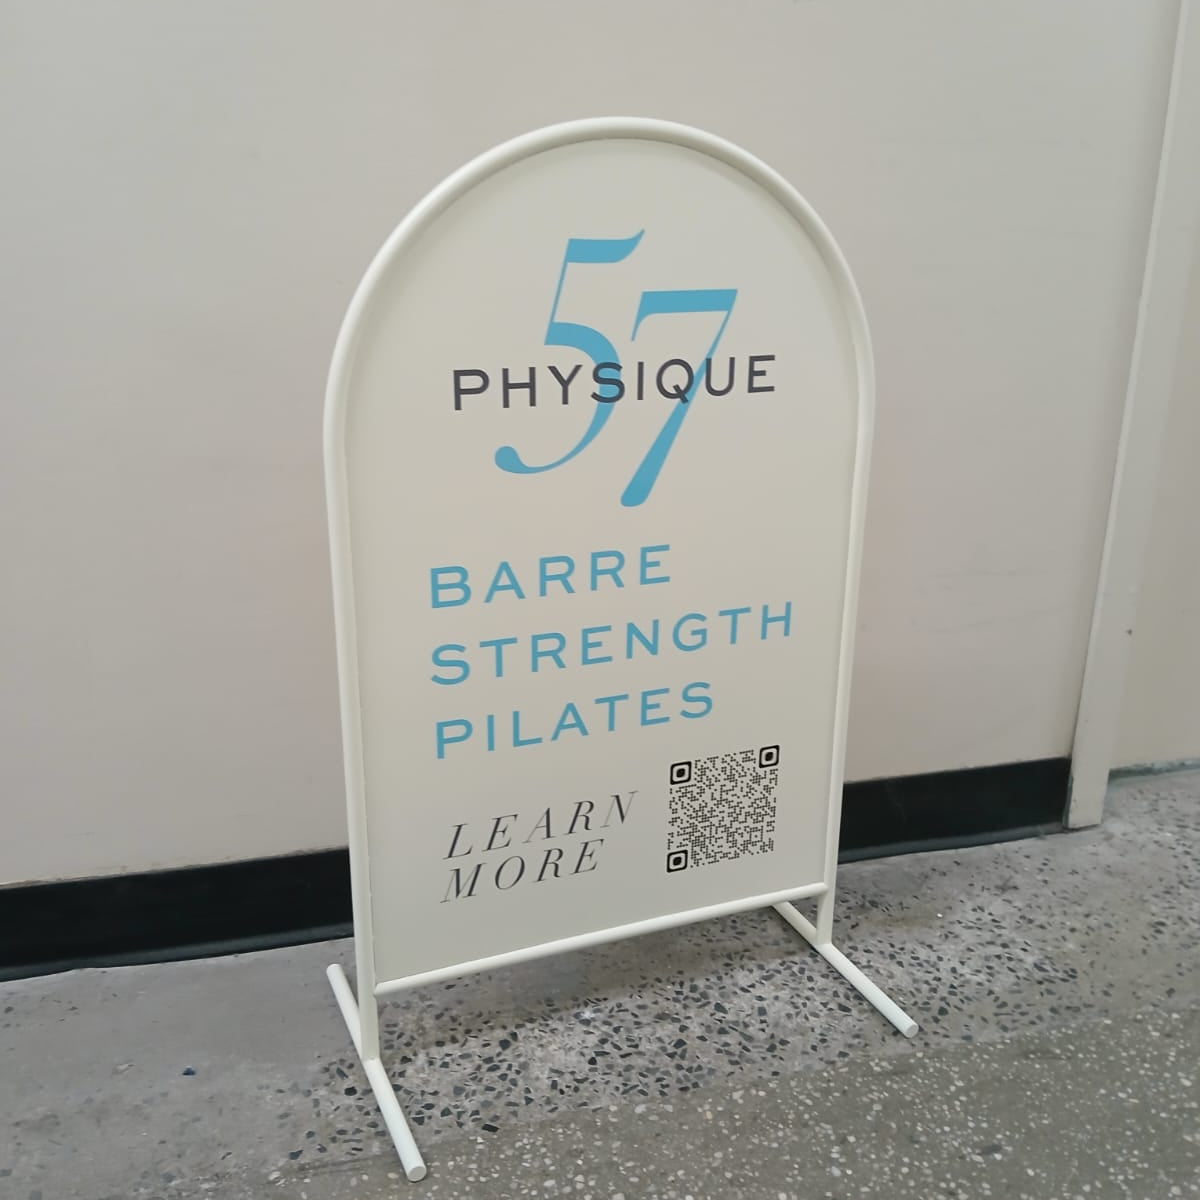 57
PHYSIQUE
BARRE
STRENGTH
PILATES
LEARN
MORE